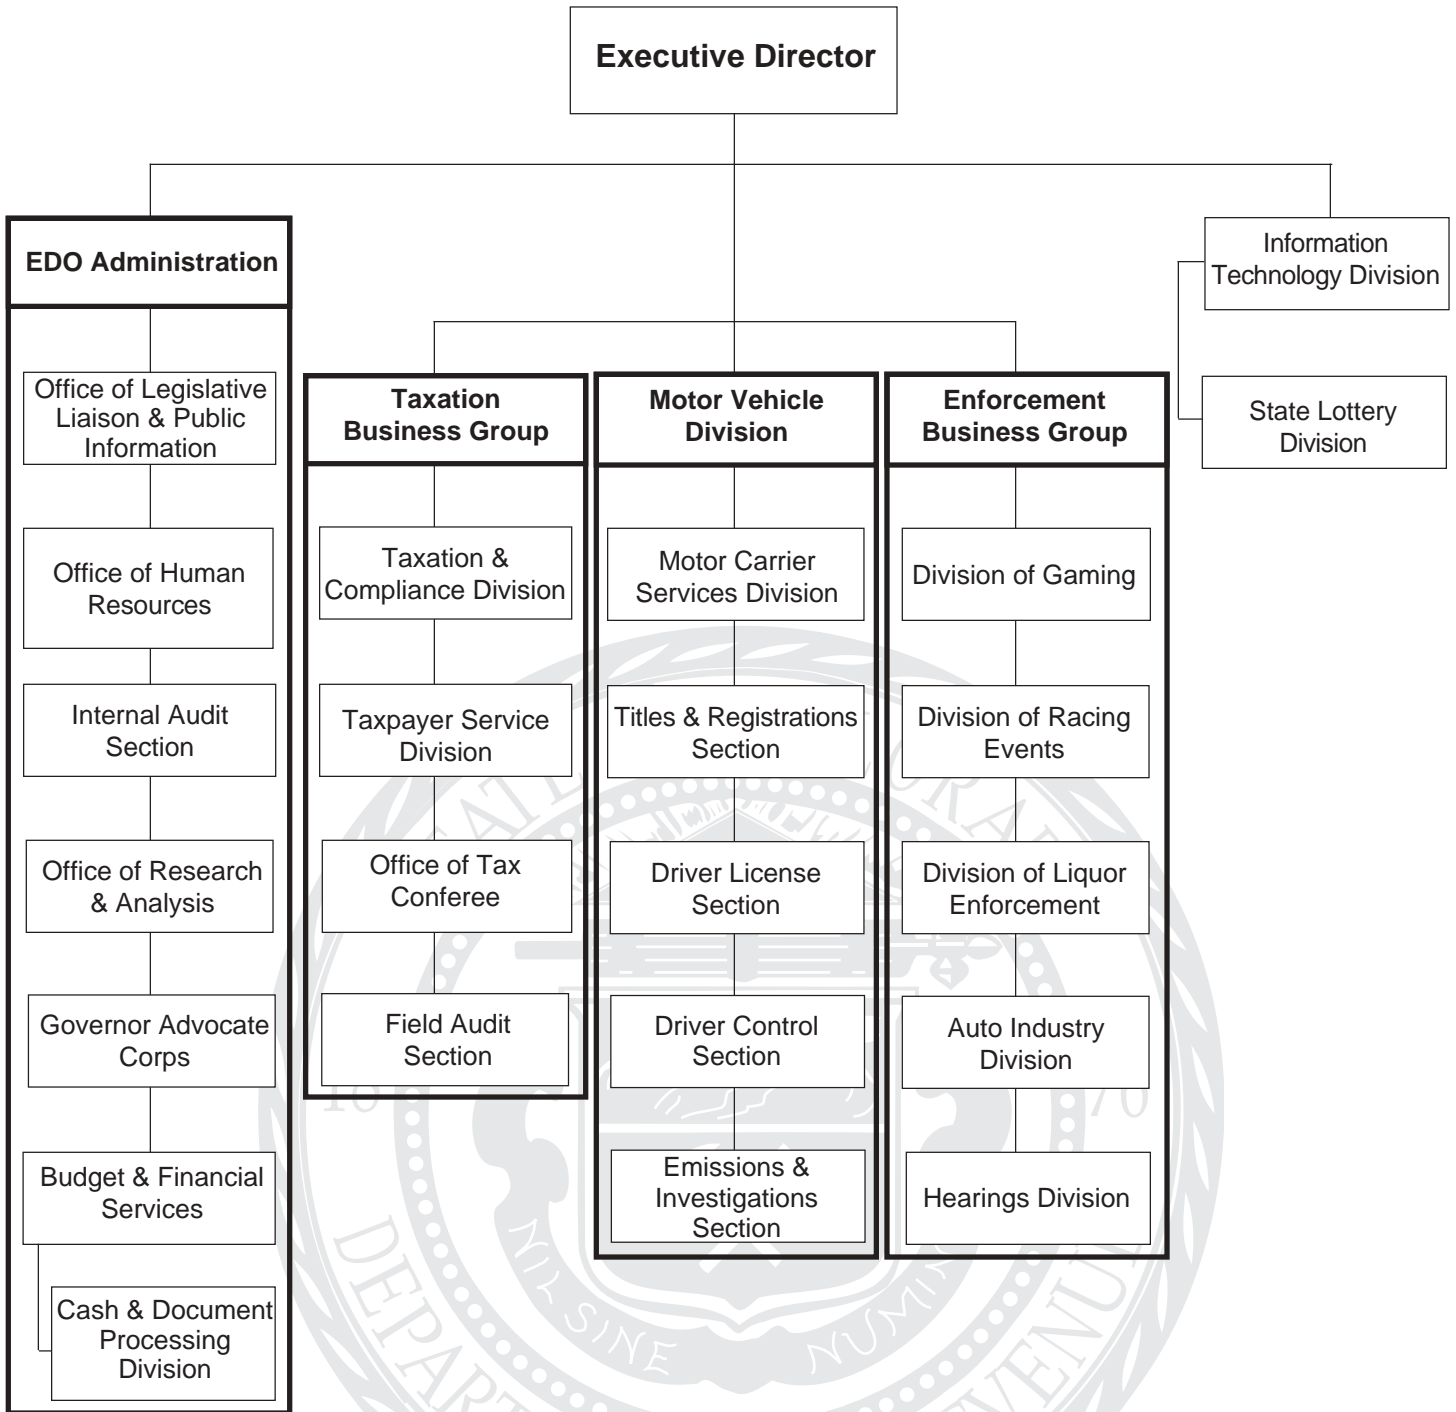 Executive Director
EDO Administration
Office of Legislative
Liaison & Public
Information
Office of Human
Resources
Internal Audit
Section
Office of Research
& Analysis
Governor Advocate
Corps
Budget & Financial
Services
Cash & Document
Processing
Division
Taxation
Business Group
Taxation &
Compliance Division
Taxpayer Service
Division
Office of Tax
Conferee
Field Audit
Section
Motor Vehicle
Division
Motor Carrier
Services Division
Titles & Registrations
Section
Driver License
Section
Driver Control
Section
Emissions &
Investigations
Section
Enforcement
Business Group
Division of Gaming
Division of Racing
Events
Division of Liquor
Enforcement
Auto Industry
Division
Hearings Division
Information
Technology Division
State Lottery
Division
NIL SINE